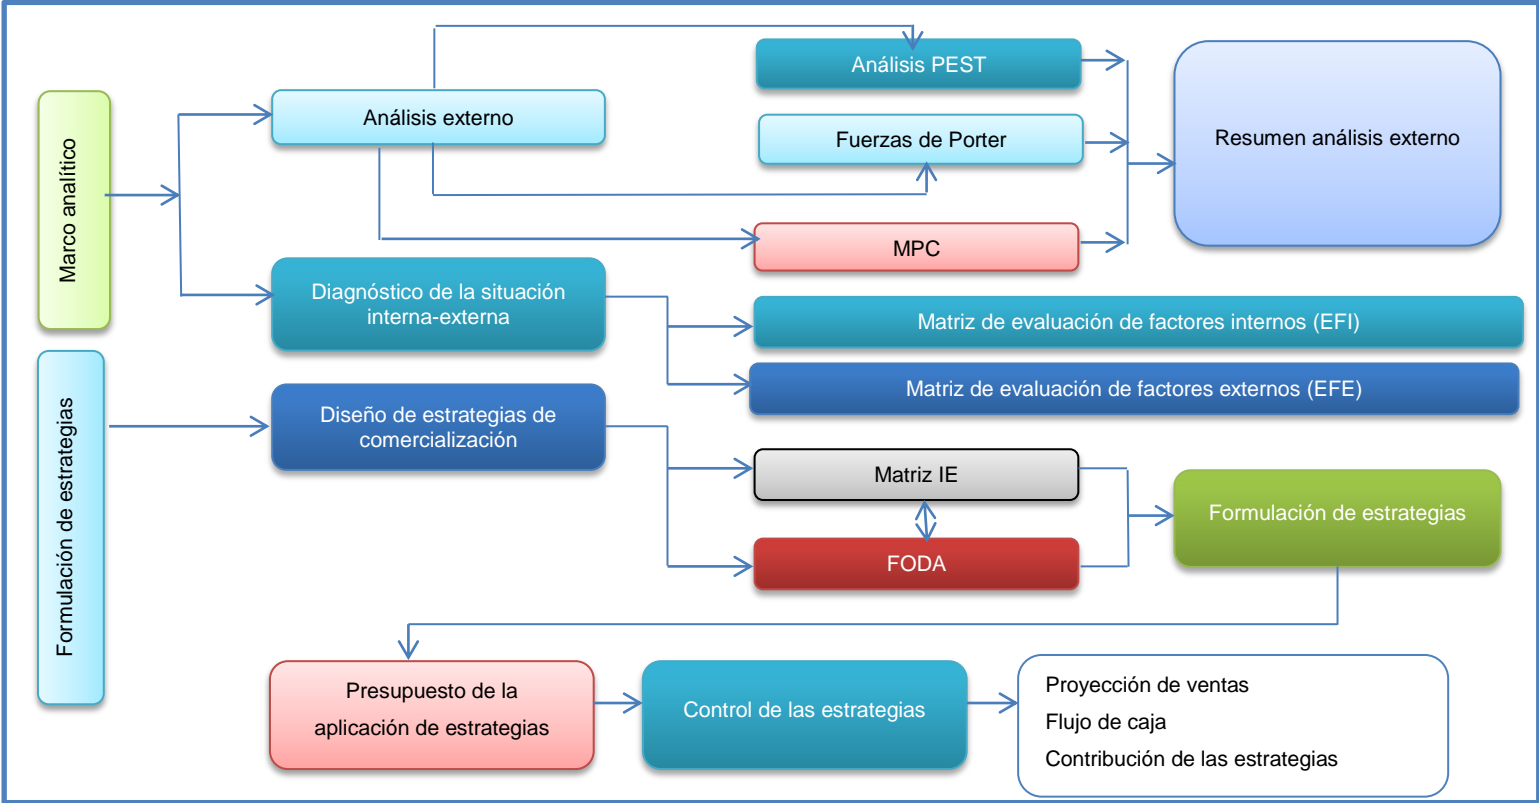 Marco analítico
Análisis externo
Análisis PEST
Fuerzas de Porter
MPC
Resumen análisis externo
Diagnóstico de la situación
interna-externa
Matriz de evaluación de factores internos (EFI)
Matriz de evaluación de factores externos (EFE)
Formulación de estrategias
Diseño de estrategias de
comercialización
Matriz IE
FODA
Formulación de estrategias
Presupuesto de la
aplicación de estrategias
Control de las estrategias
Proyección de ventas
Flujo de caja
Contribución de las estrategias